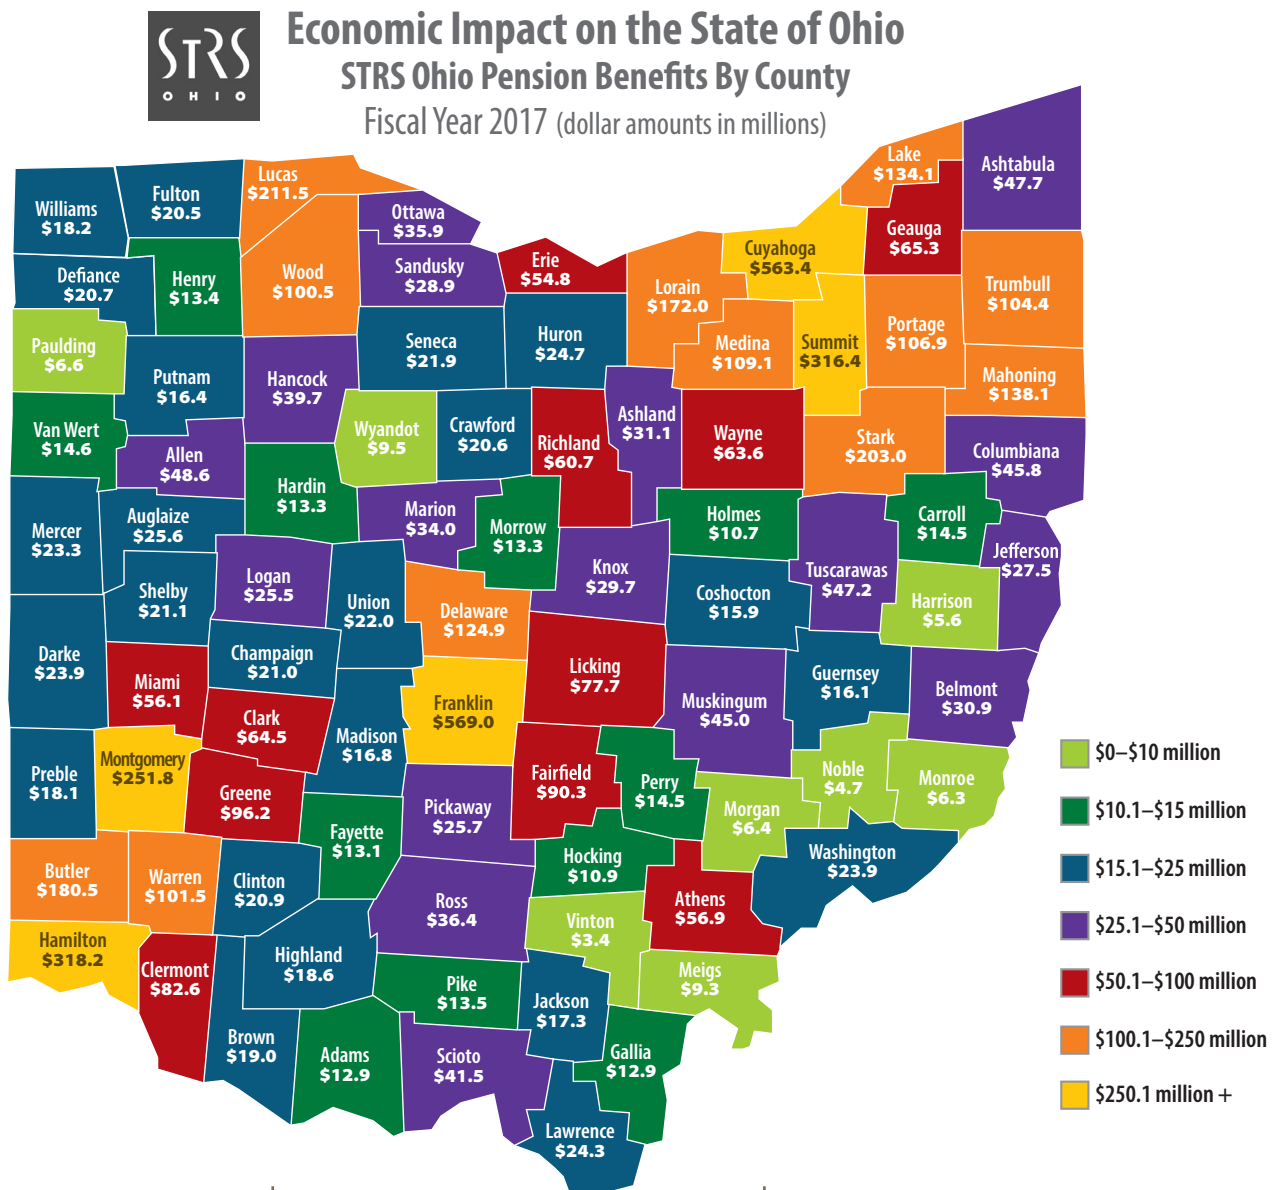 STRS
OHIO
Economic Impact on the State of Ohio
STRS Ohio Pension Benefits By County
Fiscal Year 2017 (dollar amounts in millions)
Williams
$18.2
Fulton
$20.5
Lucas
$211.5
Ottawa
$35.9
Lake
$134.1
Ashtabula
$47.7
Geauga
$65.3
Cuyahoga
$563.4
Defiance
$20.7
Henry
$13.4
Wood
$100.5
Sandusky
$28.9
Erie
$54.8
Lorain
$172.0
Trumbull
$104.4
Paulding
$6.6
Putnam
$16.4
Hancock
$39.7
Seneca
$21.9
Huron
$24.7
Medina
$109.1
Summit
$316.4
Portage
$106.9
Mahoning
$138.1
Van Wert
$14.6
Allen
$48.6
Wyandot
$9.5
Crawford
$20.6
Richland
$60.7
Ashland
$31.1
Wayne
$63.6
Stark
$203.0
Columbiana
$45.8
Hardin
$13.3
Mercer
$23.3
Auglaize
$25.6
Marion
$34.0
Morrow
$13.3
Holmes
$10.7
Carroll
$14.5
Jefferson
$27.5
Logan
$25.5
Shelby
$21.1
Union
$22.0
Delaware
$124.9
Knox
$29.7
Coshocton
$15.9
Tuscarawas
$47.2
Harrison
$5.6
Darke
$23.9
Miami
$56.1
Champaign
$21.0
Clark
$64.5
Madison
$16.8
Franklin
$569.0
Licking
$77.7
Muskingum
$45.0
Guernsey
$16.1
Belmont
$30.9
Preble
$18.1
Montgomery
$251.8
Greene
$96.2
Fayette
$13.1
Pickaway
$25.7
Fairfield
$90.3
Perry
$14.5
Morgan
$6.4
Noble
$4.7
Monroe
$6.3
Butler
$180.5
Warren
$101.5
Clinton
$20.9
Ross
$36.4
Hocking
$10.9
Athens
$56.9
Washington
$23.9
Hamilton
$318.2
Clermont
$82.6
Highland
$18.6
Vinton
$3.4
Meigs
$9.3
Pike
$13.5
Jackson
$17.3
Brown
$19.0
Adams
$12.9
Scioto
$41.5
Gallia
$12.9
Lawrence
$24.3
$0–$10 million
$10.1–$15 million
$15.1–$25 million
$25.1–$50 million
$50.1–$100 million
$100.1–$250 million
$250.1 million +